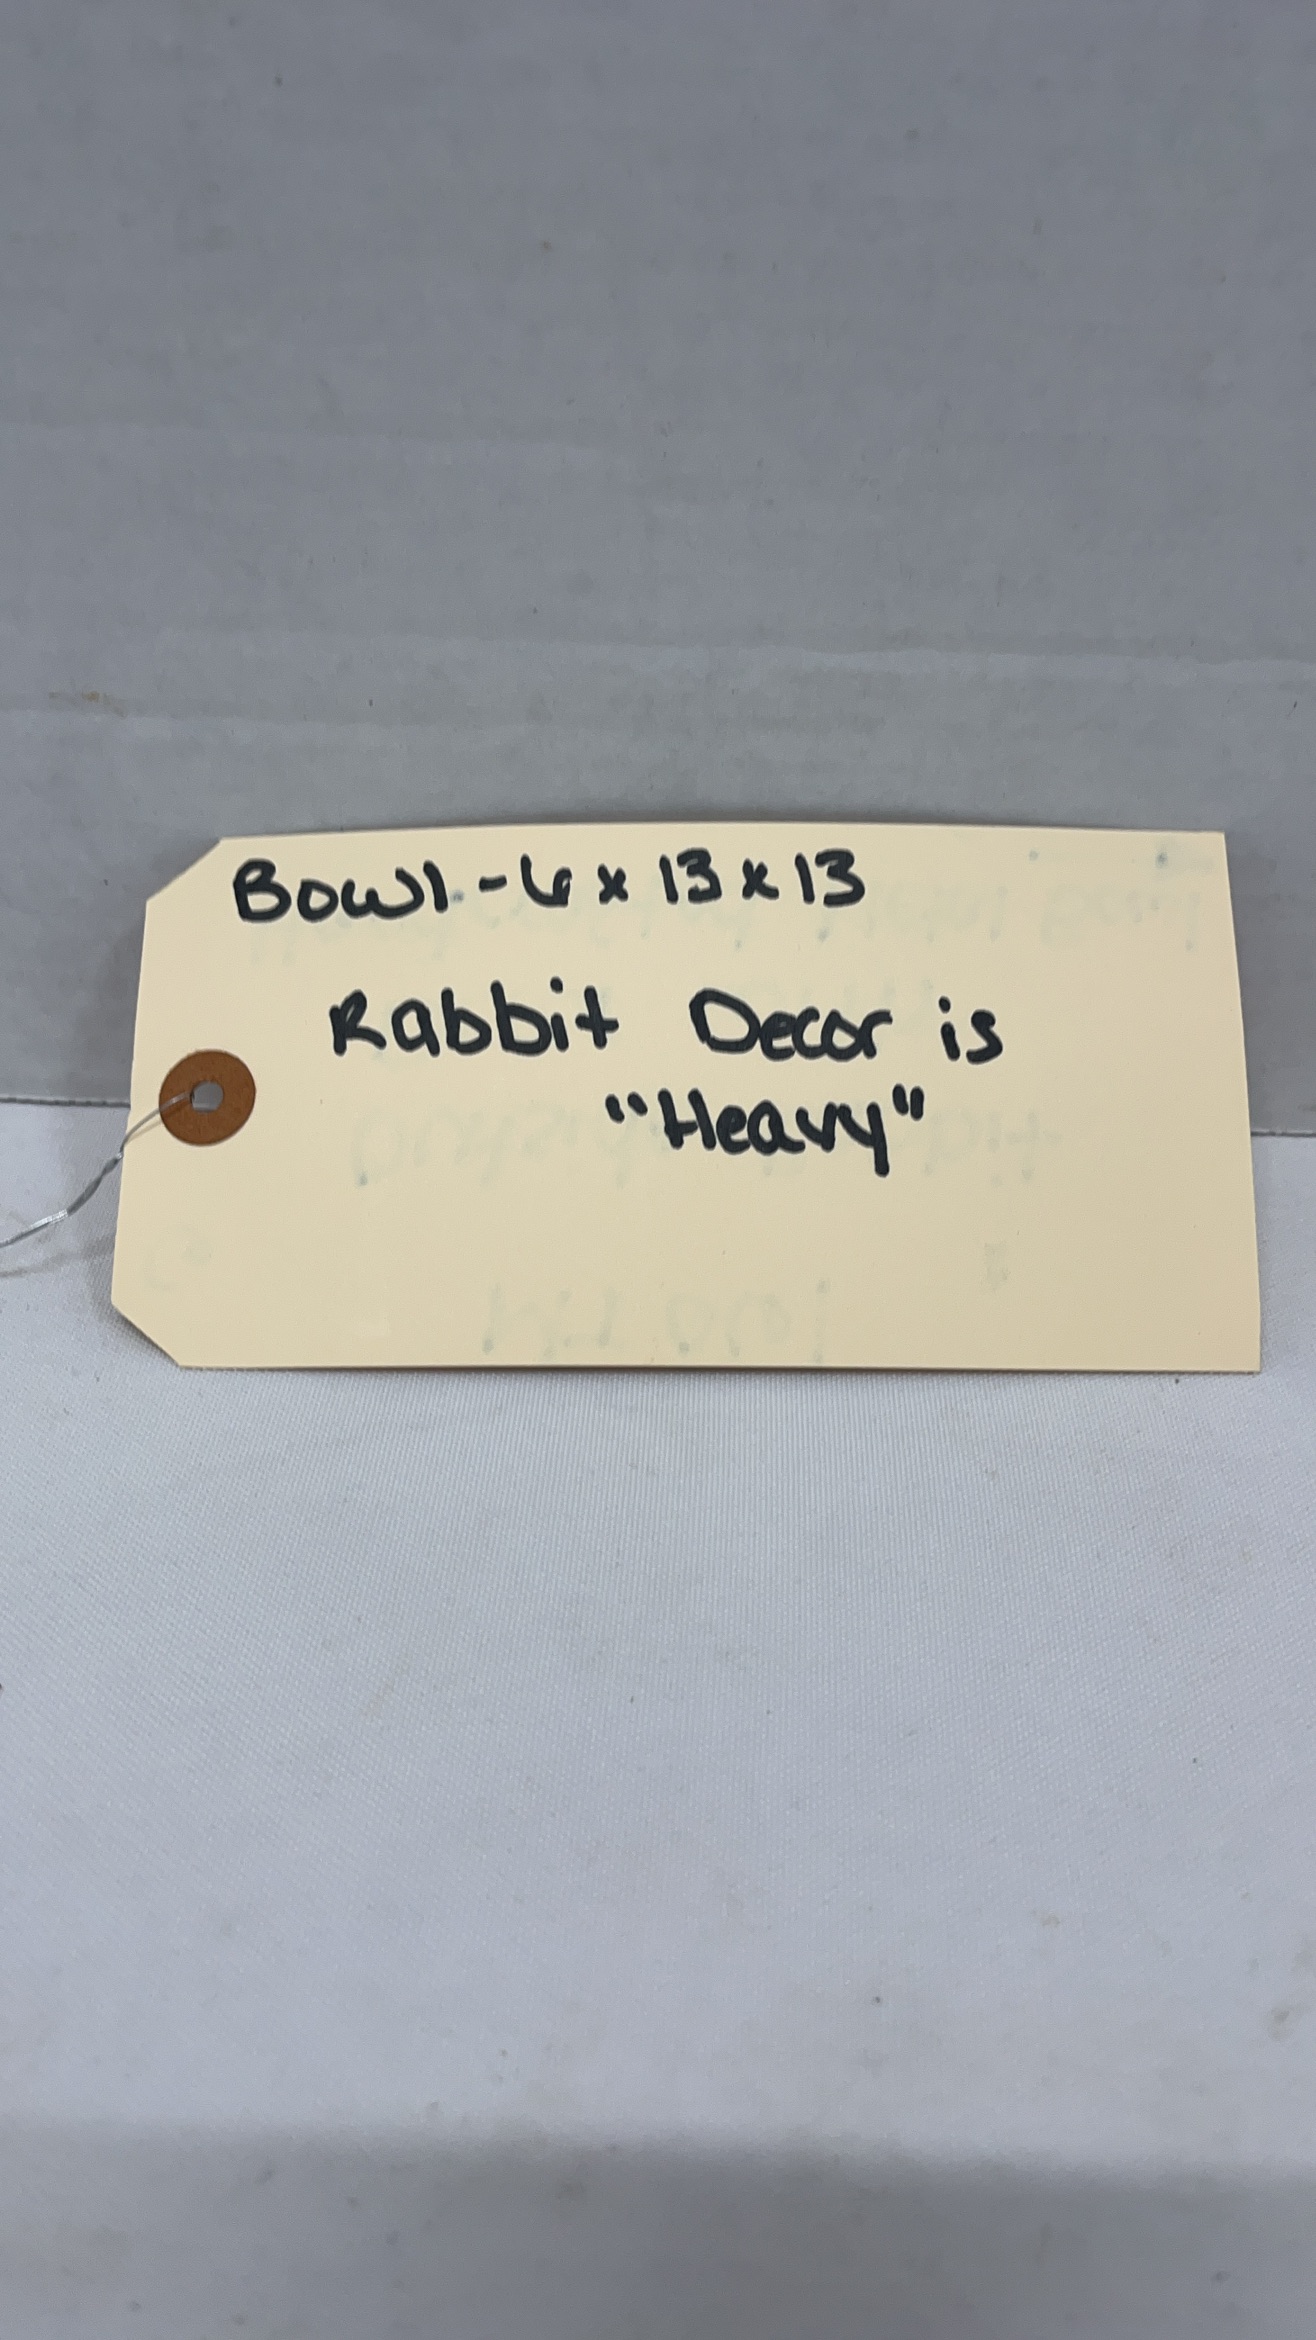 Bowl - 6 x 13 x 13
Rabbit Decor is
"Heavy"